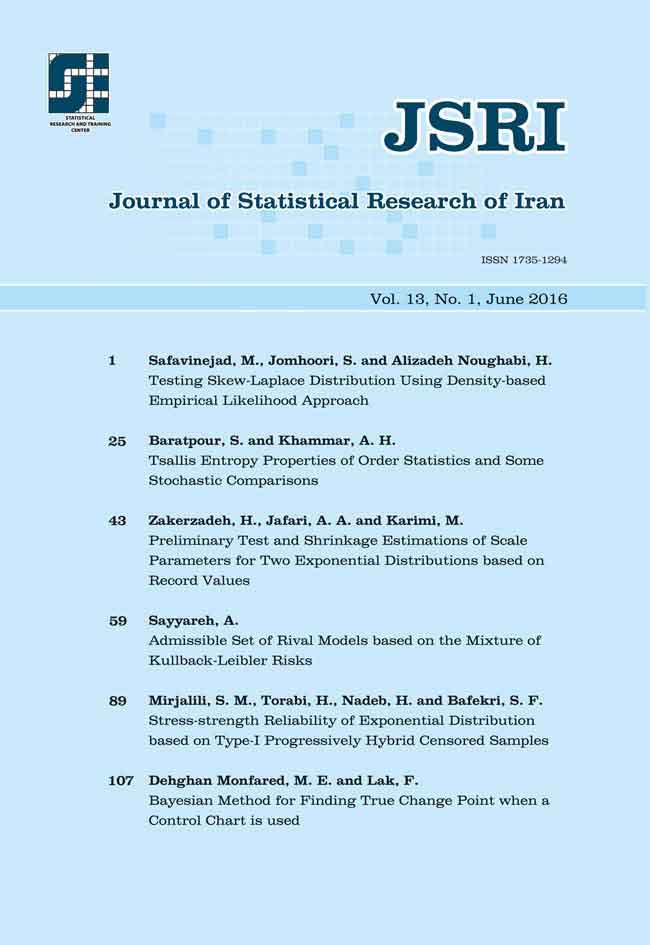 STATISTICAL
RESEARCH AND TRAINING
CENTER
JSRI
Journal of Statistical Research of Iran
ISSN 1735-1294
Vol. 13, No. 1, June 2016
1 Safavinejad, M., Jomhoori, S. and Alizadeh Noughabi, H.
Testing Skew-Laplace Distribution Using Density-based
Empirical Likelihood Approach
25 Baratpour, S. and Khammar, A. H.
Tsallis Entropy Properties of Order Statistics and Some
Stochastic Comparisons
43 Zakerzadeh, H., Jafari, A. A. and Karimi, M.
Preliminary Test and Shrinkage Estimations of Scale
Parameters for Two Exponential Distributions based on
Record Values
59 Sayyareh, A.
Admissible Set of Rival Models based on the Mixture of
Kullback-Leibler Risks
89 Mirjalili, S. M., Torabi, H., Nadeb, H. and Bafekri, S. F.
Stress-strength Reliability of Exponential Distribution
based on Type-I Progressively Hybrid Censored Samples
107 Dehghan Monfared, M. E. and Lak, F.
Bayesian Method for Finding True Change Point when a
Control Chart is used